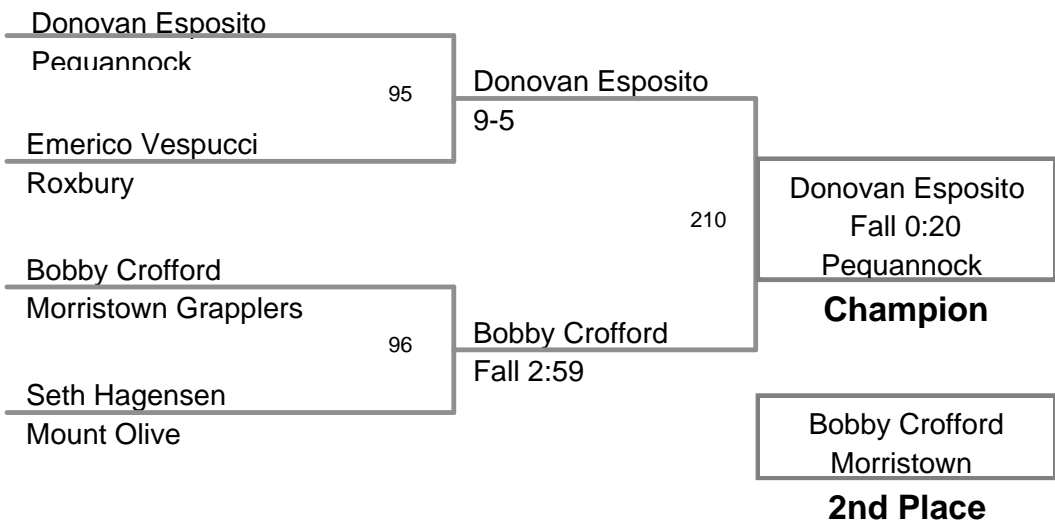 Donovan Esposito
Pequannock
95
Emerico Vespucci
Roxbury
Bobby Crofford
Morristown Grapplers
96
Seth Hagensen
Mount Olive
Donovan Esposito
9-5
210
Bobby Crofford
Fall 2:59
Donovan Esposito
Fall 0:20
Pequannock
Champion
Bobby Crofford
Morristown
2nd Place